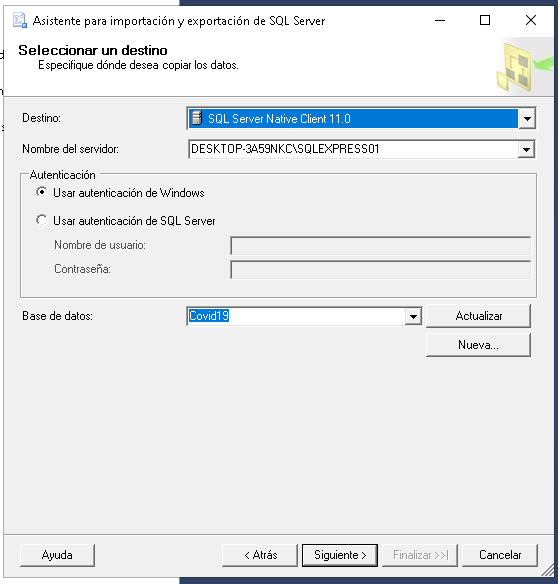 Asistente para importación y exportación de SQL Server
Seleccionar un destino
Especifique dónde desea copiar los datos.
Destino:
SQL Server Native Client 11.0
Nombre del servidor:
DESKTOP-3A59NKC\SQLEXPRESS01
Autenticación
Usar autenticación de Windows
Usar autenticación de SQL Server
Nombre de usuario:
Contraseña:
Base de datos:
Covid19
Actualizar
Nueva...
Ayuda
< Atrás
Siguiente >
Finalizar >>|
Cancelar